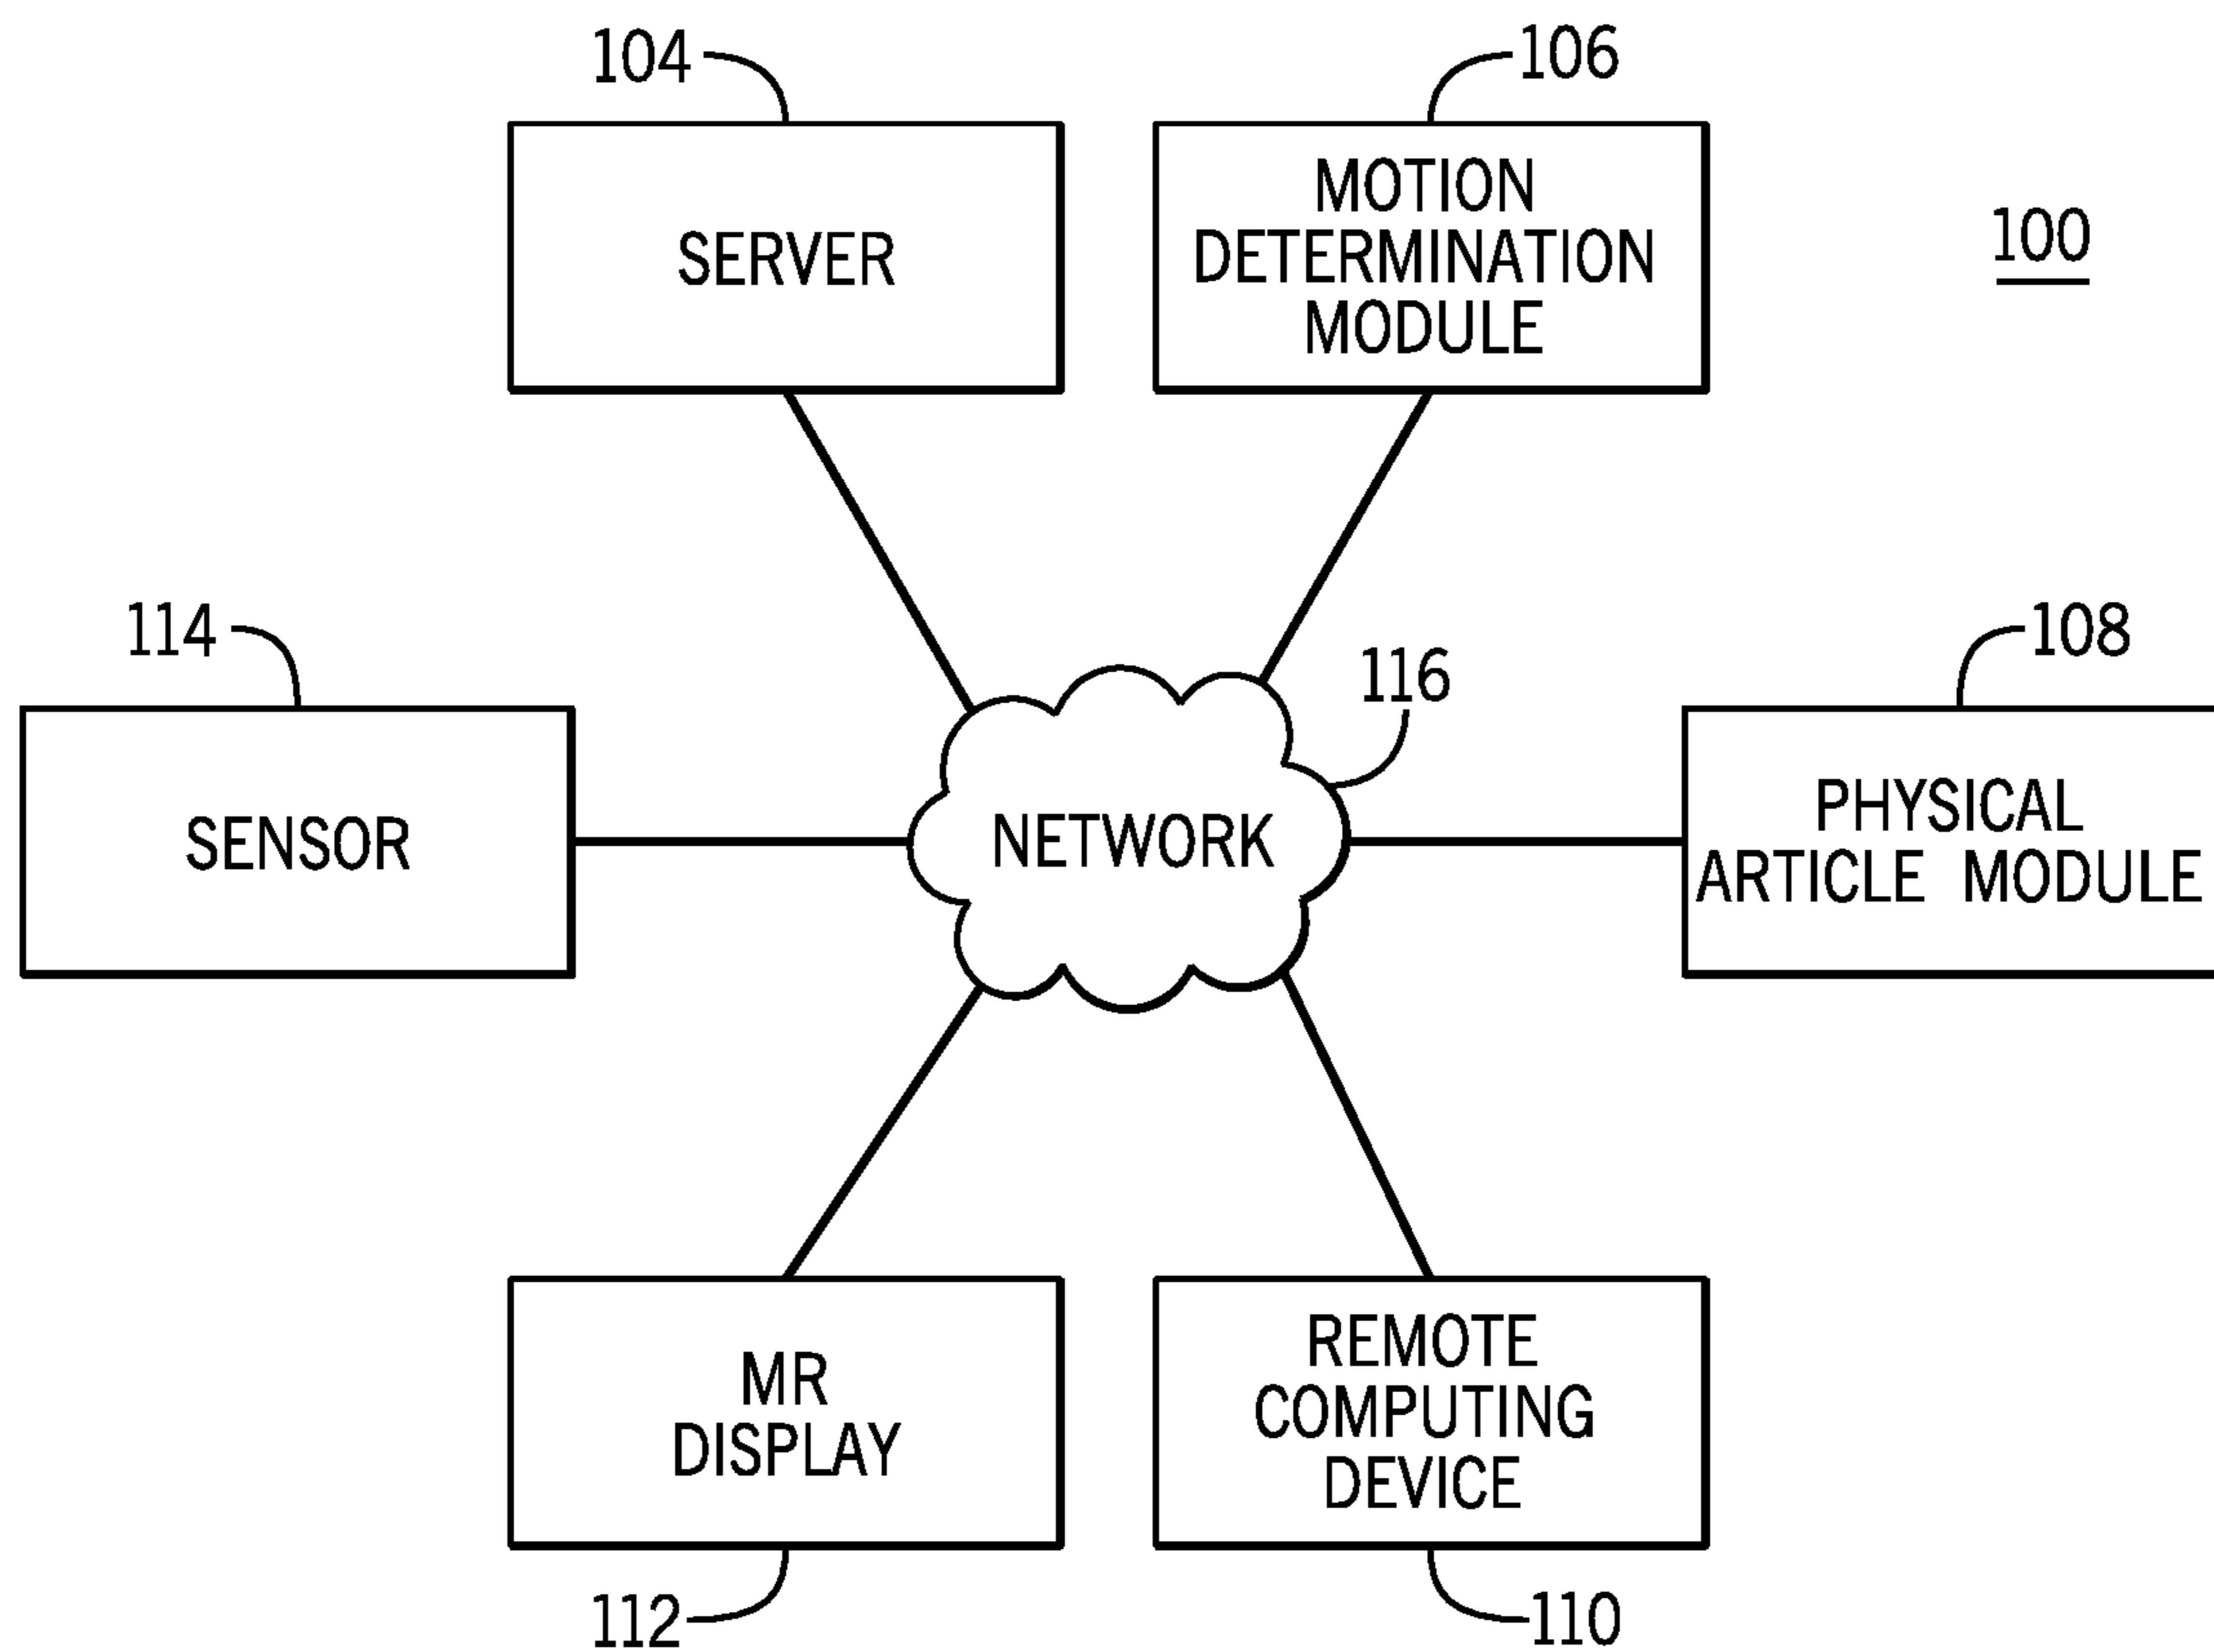 104
106
SERVER
MOTION
DETERMINATION
MODULE
100
114
116
108
SENSOR
NETWORK
PHYSICAL
ARTICLE MODULE
MR
DISPLAY
REMOTE
COMPUTING
DEVICE
112
110